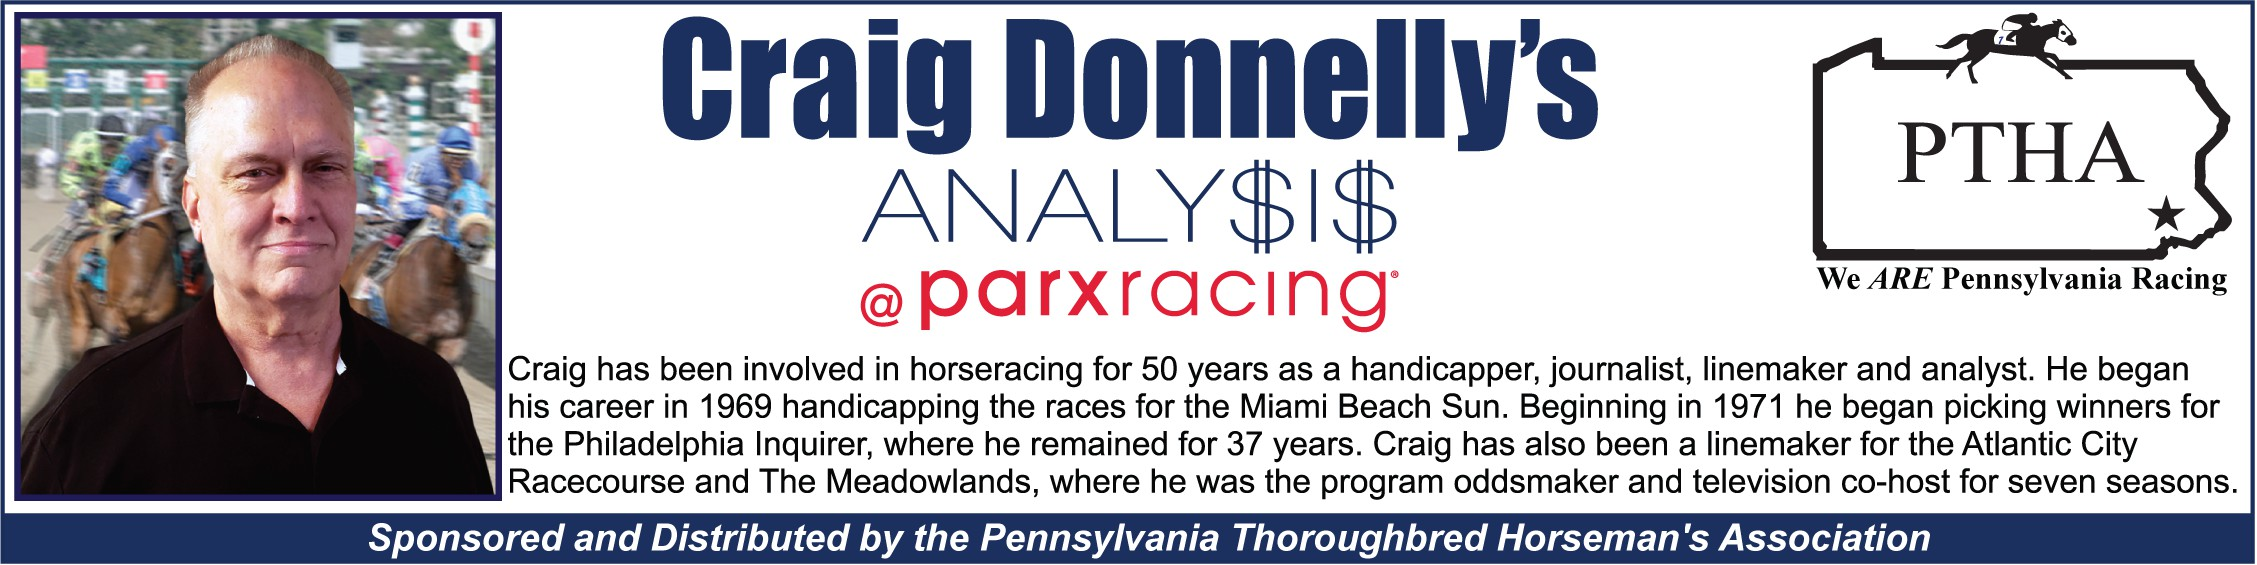 Craig Donnelly's
ANALY$I$
@ parxracing®
7
PTHA
We ARE Pennsylvania Racing
Craig has been involved in horseracing for 50 years as a handicapper, journalist, linemaker and analyst. He began
his career in 1969 handicapping the races for the Miami Beach Sun. Beginning in 1971 he began picking winners for
the Philadelphia Inquirer, where he remained for 37 years. Craig has also been a linemaker for the Atlantic City
Racecourse and The Meadowlands, where he was the program oddsmaker and television co-host for seven seasons.
Sponsored and Distributed by the Pennsylvania Thoroughbred Horseman's Association